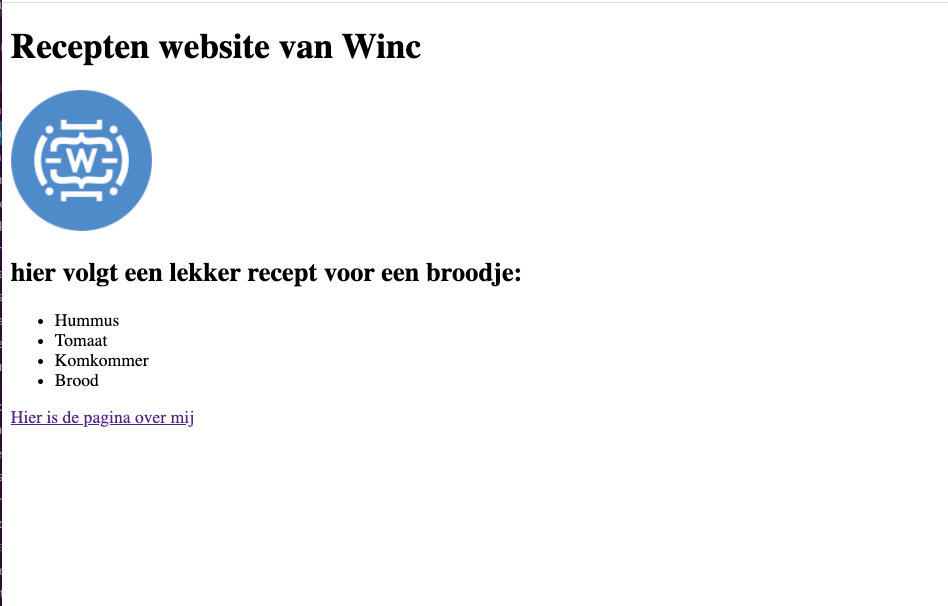 Recepten website van Winc
W
hier volgt een lekker recept voor een broodje:
Hummus
Tomaat
Komkommer
Brood
Hier is de pagina over mij